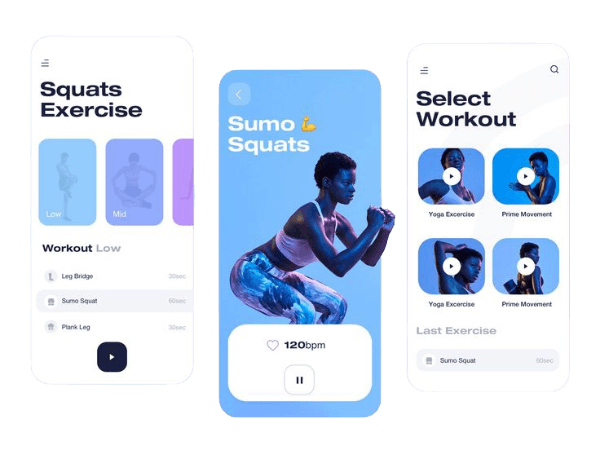 Squats
Exercise
Low
Mid
Workout Low
Leg Bridge 30sec
Sumo Squat 60sec
Plank Leg 30sec
Sumo 💪
Squats
120bpm
Select
Workout
Yoga Excercise
Prime Movement
Yoga Excercise
Prime Movement
Last Exercise
Sumo Squat 60sec